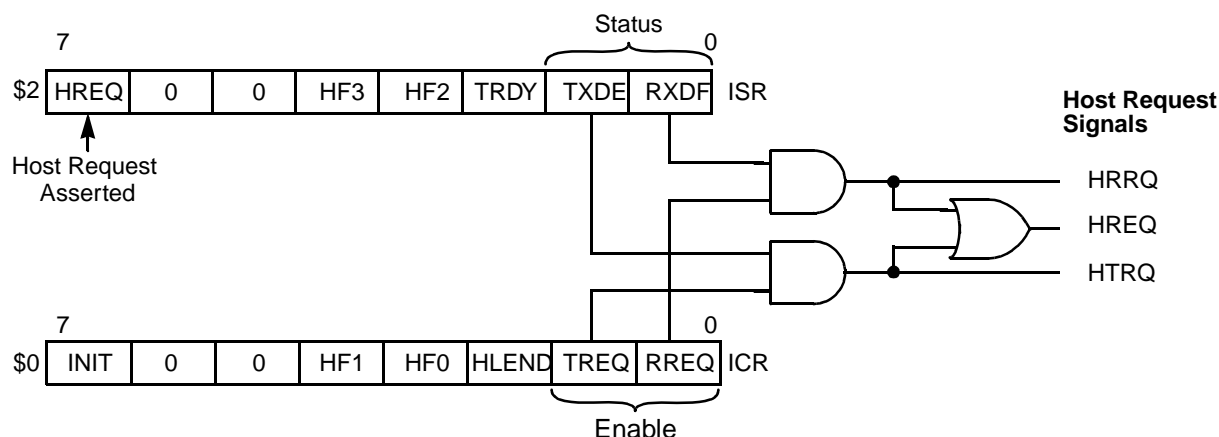 Status
7 0
$2 HREQ 0 0 HF3 HF2 TRDY TXDE RXDF ISR
Host Request
Asserted
Host Request
Signals
HRRQ
HREQ
HTRQ
7 0
$0 INIT 0 0 HF1 HF0 HLEND TREQ RREQ ICR
Enable